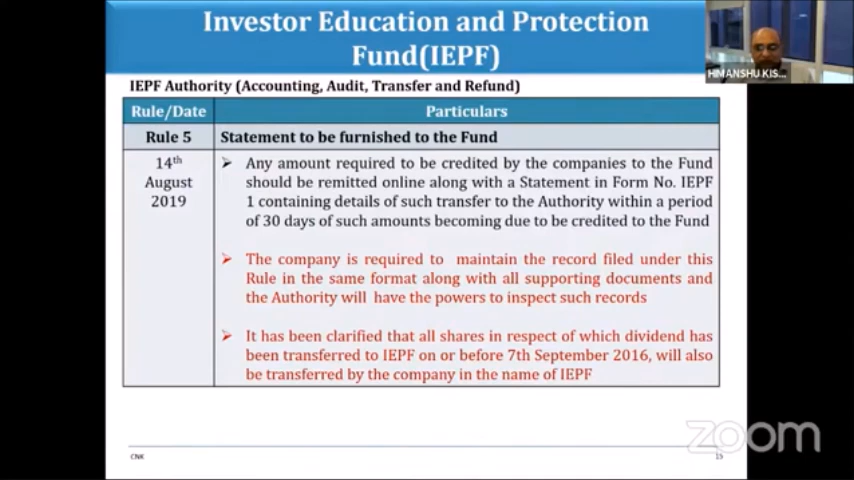 Investor Education and Protection
Fund(IEPF)
HIMANSHU KIS...
IEPF Authority (Accounting, Audit, Transfer and Refund)
Rule/Date
Particulars
Rule 5
Statement to be furnished to the Fund
14th
August
2019
➢ Any amount required to be credited by the companies to the Fund
should be remitted online along with a Statement in Form No. IEPF
1 containing details of such transfer to the Authority within a period
of 30 days of such amounts becoming due to be credited to the Fund
➢ The company is required to maintain the record filed under this
Rule in the same format along with all supporting documents and
the Authority will have the powers to inspect such records
➢ It has been clarified that all shares in respect of which dividend has
been transferred to IEPF on or before 7th September 2016, will also
be transferred by the company in the name of IEPF
zoom
CNK
15